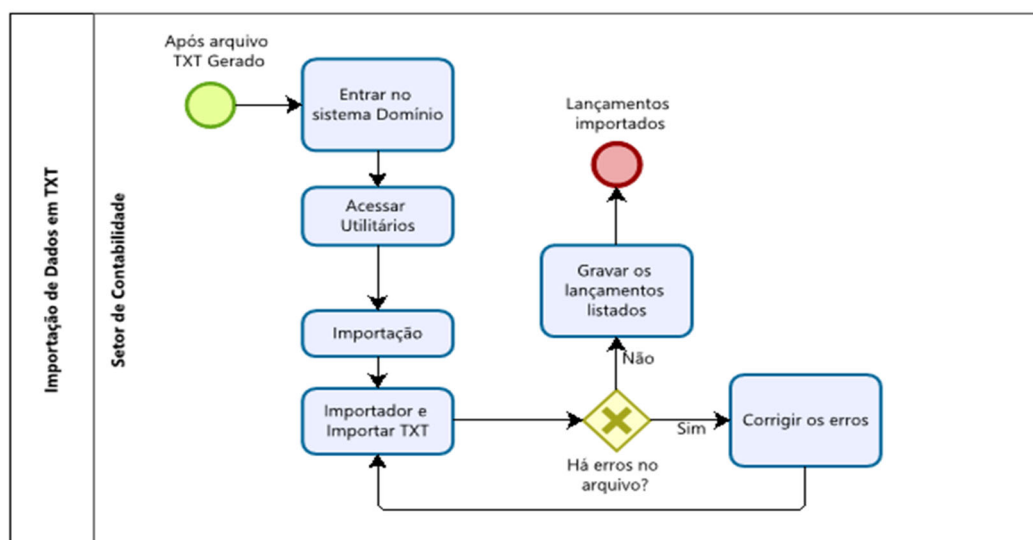 Importação de Dados em TXT
Setor de Contabilidade
Após arquivo
TXT Gerado
Entrar no
sistema Domínio
Acessar
Utilitários
Importação
Importador e
Importar TXT
Há erros no
arquivo?
Sim
Corrigir os erros
Não
Gravar os
lançamentos
listados
Lançamentos
importados